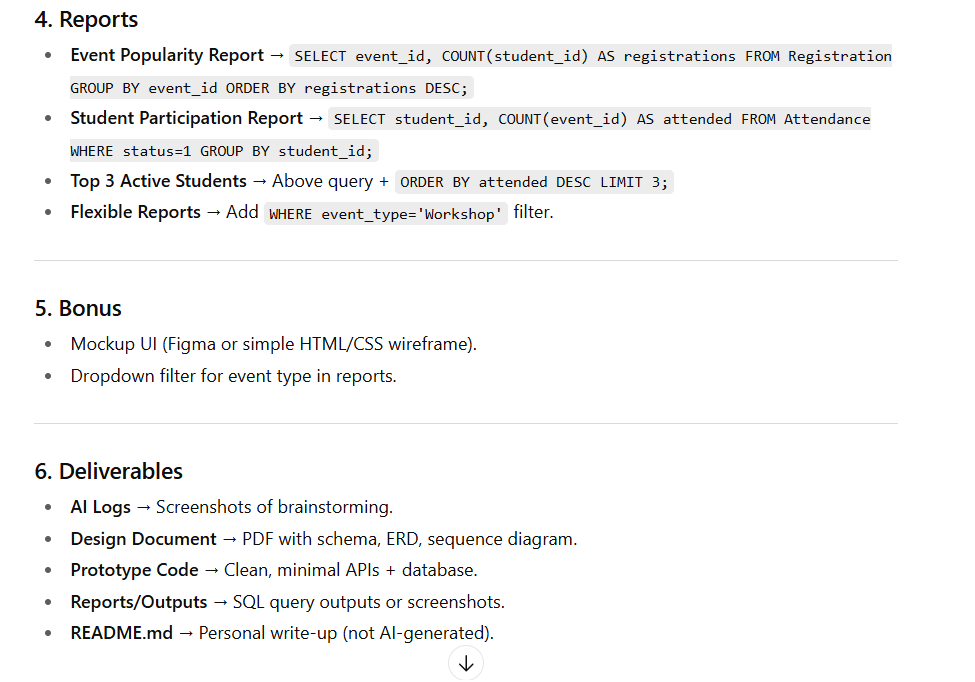 4. Reports
• Event Popularity Report → SELECT event_id, COUNT(student_id) AS registrations FROM Registration
GROUP BY event_id ORDER BY registrations DESC;
• Student Participation Report → SELECT student_id, COUNT(event_id) AS attended FROM Attendance
WHERE status=1 GROUP BY student_id;
• Top 3 Active Students → Above query + ORDER BY attended DESC LIMIT 3;
• Flexible Reports → Add WHERE event_type='Workshop' filter.
5. Bonus
• Mockup UI (Figma or simple HTML/CSS wireframe).
• Dropdown filter for event type in reports.
6. Deliverables
• AI Logs → Screenshots of brainstorming.
• Design Document → PDF with schema, ERD, sequence diagram.
• Prototype Code → Clean, minimal APIs + database.
• Reports/Outputs → SQL query outputs or screenshots.
• README.md → Personal write-up (not AI-generated).